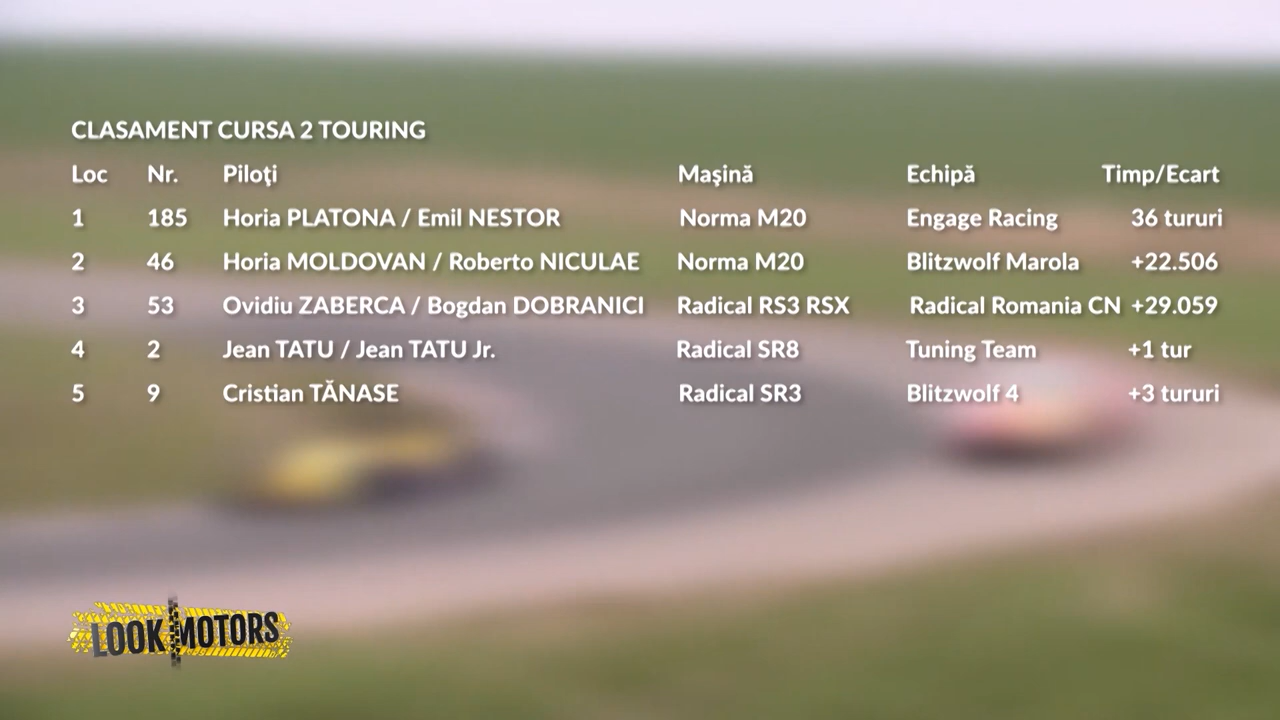 CLASAMENT CURSA 2 TOURING
Loc Nr. Piloţi Maşină Echipă Timp/Ecart
1 185 Horia PLATONA / Emil NESTOR Norma M20 Engage Racing 36 tururi
2 46 Horia MOLDOVAN / Roberto NICULAE Norma M20 Blitzwolf Marola +22.506
3 53 Ovidiu ZABERCA / Bogdan DOBRANICI Radical RS3 RSX Radical Romania CN +29.059
4 2 Jean TATU / Jean TATU Jr. Radical SR8 Tuning Team +1 tur
5 9 Cristian TĂNASE Radical SR3 Blitzwolf 4 +3 tururi
LOOK MOTORS